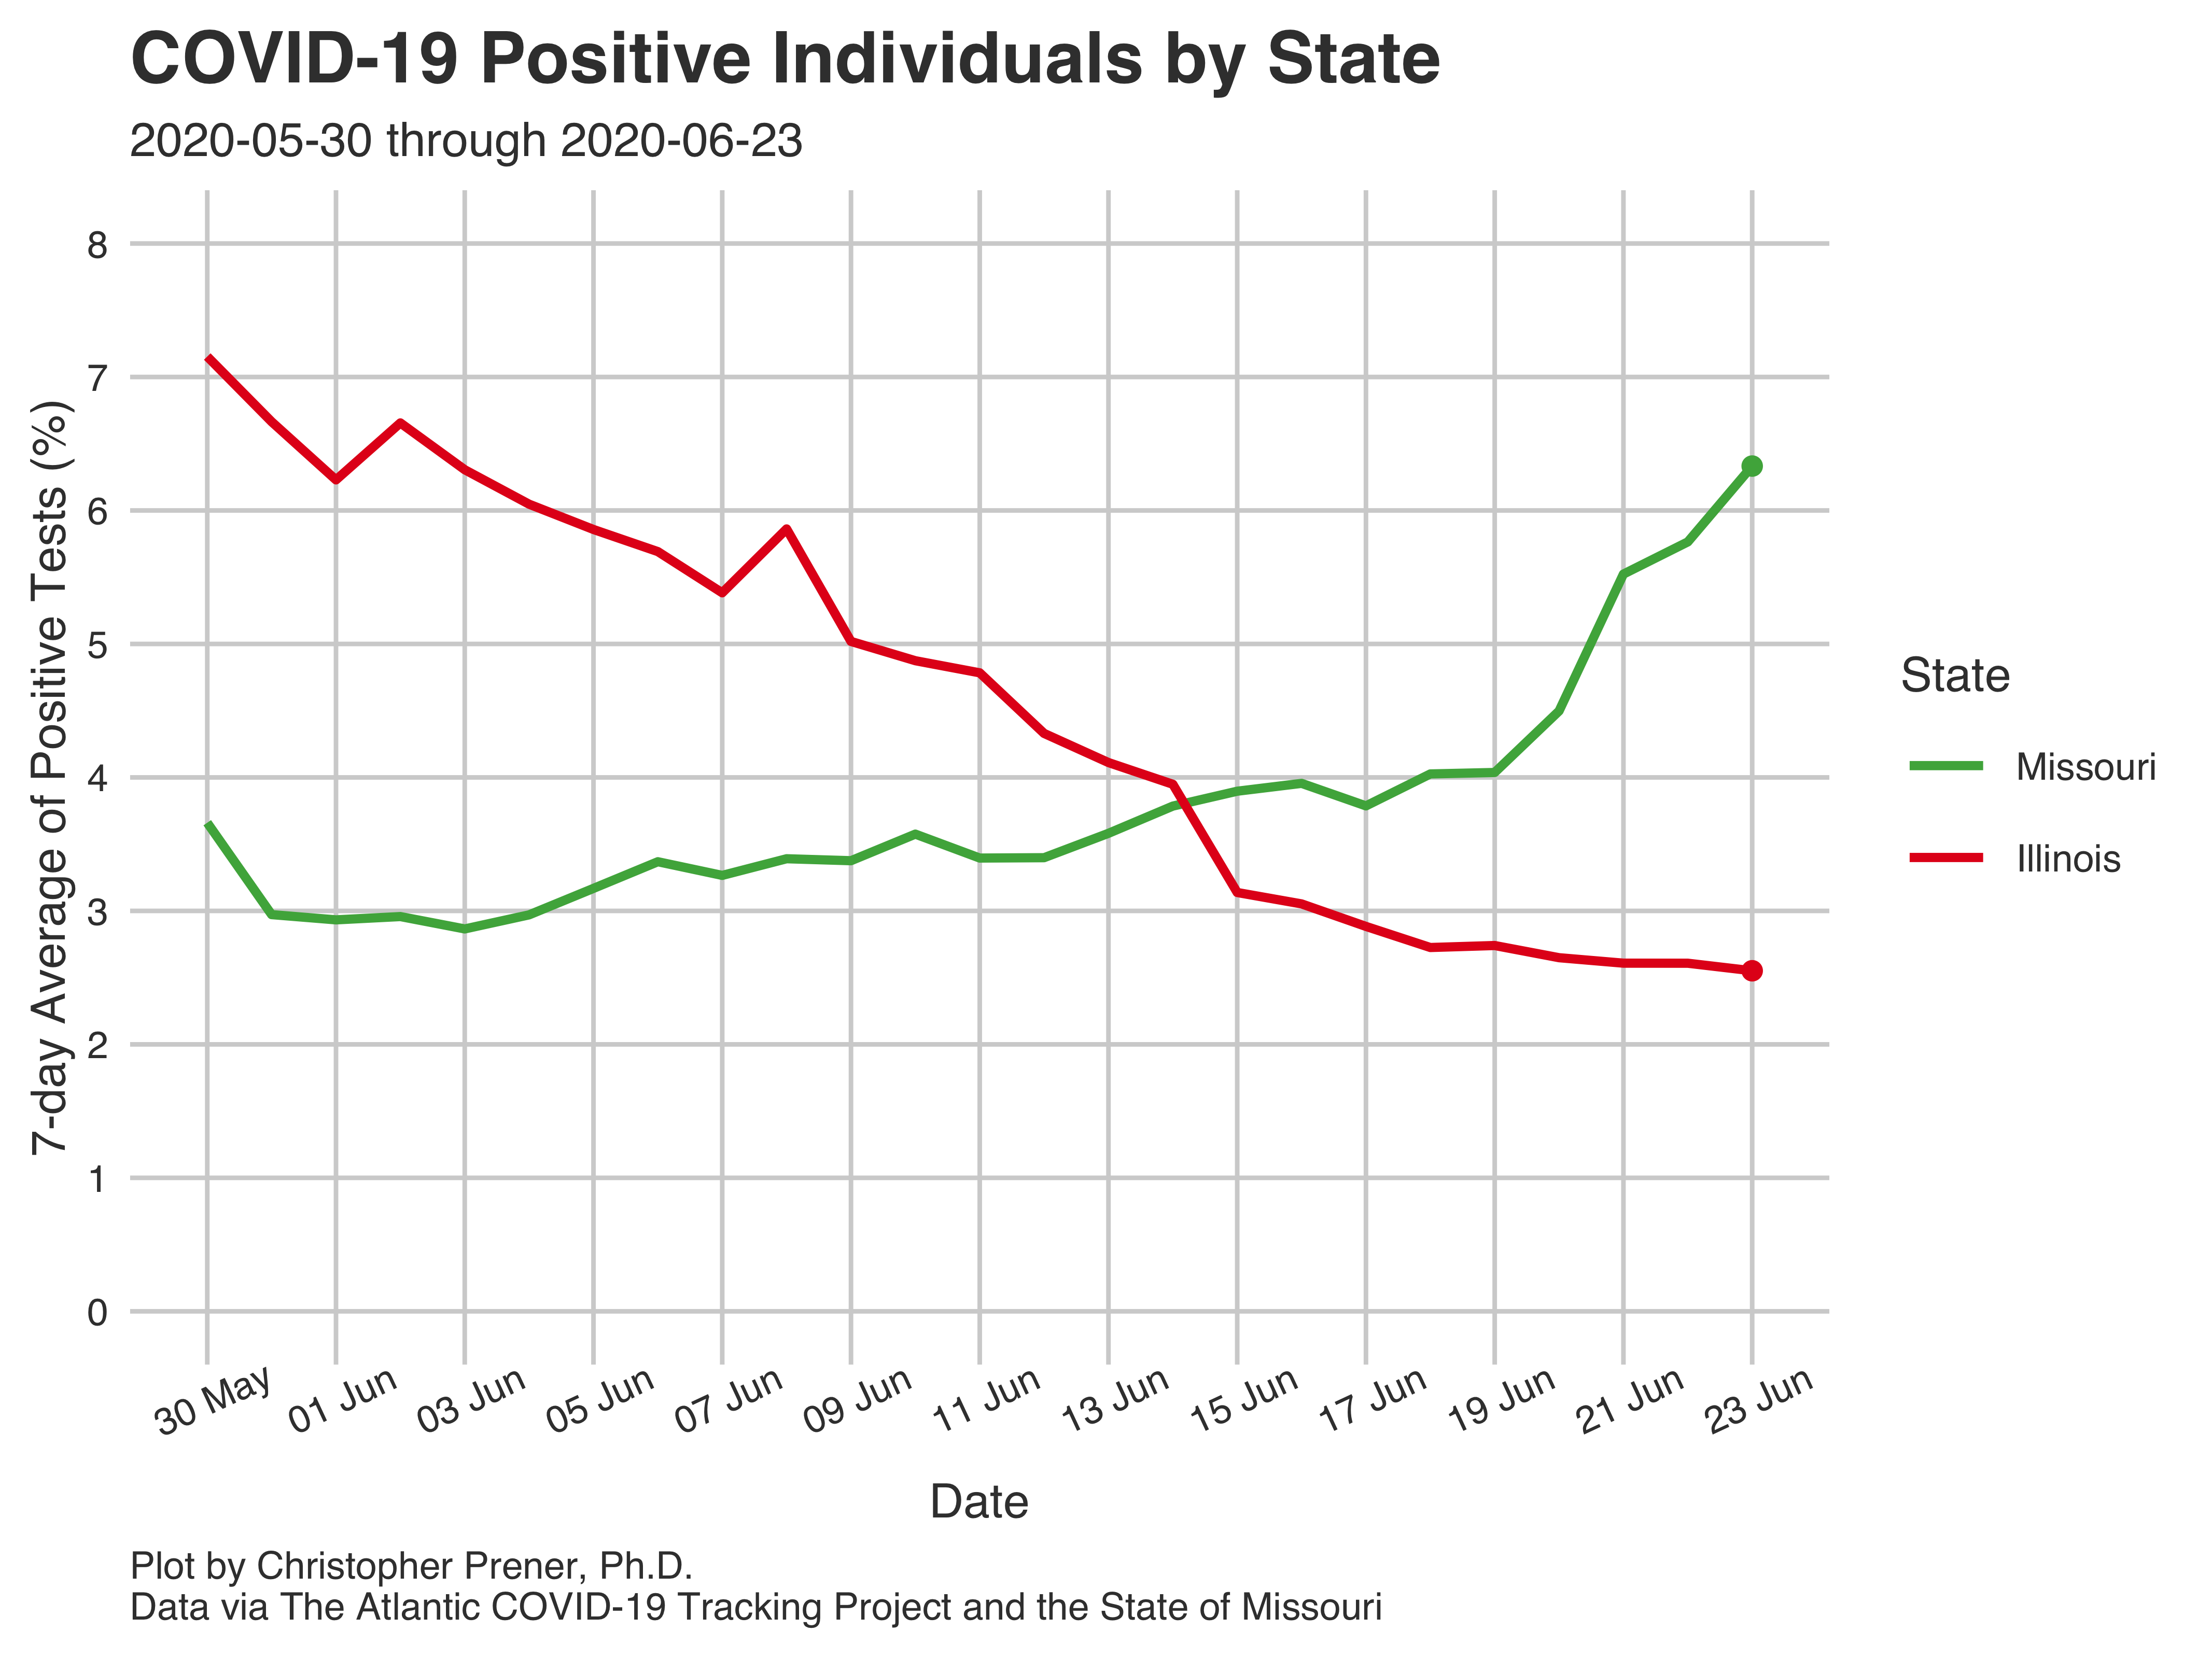 COVID-19 Positive Individuals by State
2020-05-30 through 2020-06-23
7-day Average of Positive Tests (%)
8
7
6
5
4
3
2
1
0
30 May
01 Jun
03 Jun
05 Jun
07 Jun
09 Jun
11 Jun
13 Jun
15 Jun
17 Jun
19 Jun
21 Jun
23 Jun
Date
State
Missouri
Illinois
Plot by Christopher Prener, Ph.D.
Data via The Atlantic COVID-19 Tracking Project and the State of Missouri